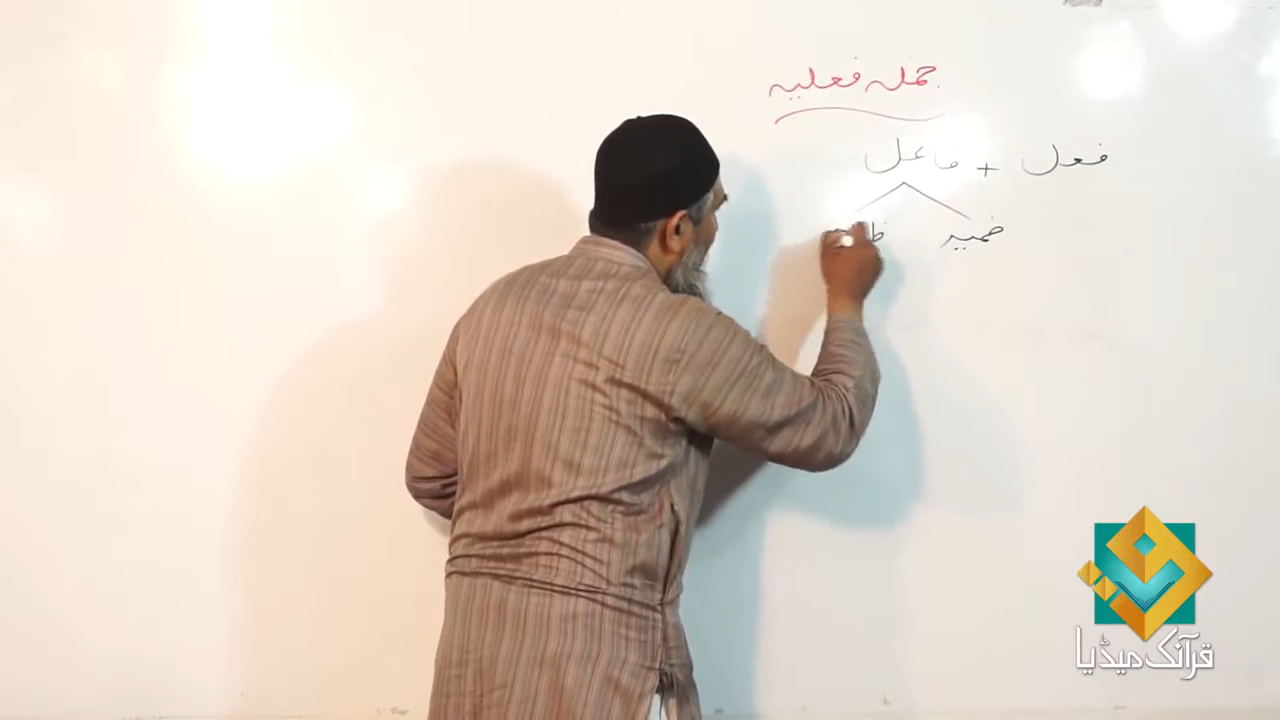 جملہ فعلیہ
فعل + فاعل
ضمیر
قرآنک میڈیا